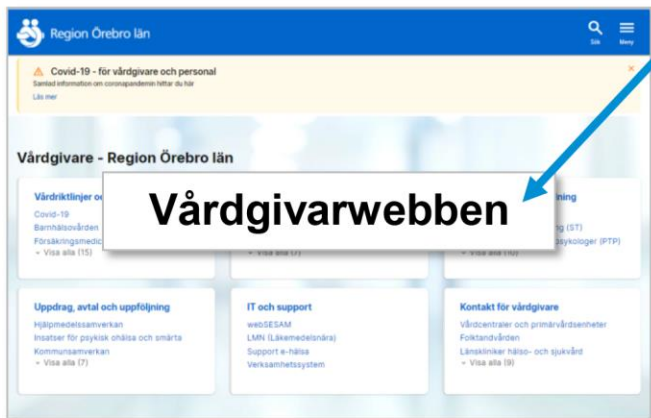 Region Örebro län
Sök
Meny
Covid-19 - för vårdgivare och personal
Samlad information om coronapandemin hittar du här
Läs mer
Vårdgivare - Region Örebro län
Vårdriktlinjer oc
ning
Covid-19
Barnhälsovården
g (ST)
Försäkringsmedic
psykologer (PTP)
Visa alla (15)
Visa alla (7)
Visa alla (10)
Vårdgivarwebben
Uppdrag, avtal och uppföljning
Hjälpmedelssamverkan
Insatser för psykisk ohälsa och smärta
Kommunsamverkan
Visa alla (7)
IT och support
webSESAM
LMN (Läkemedelsnära)
Support e-hälsa
Verksamhetssystem
Kontakt för vårdgivare
Vårdcentraler och primärvårdsenheter
Folktandvården
Länskliniker hälso- och sjukvård
Visa alla (9)